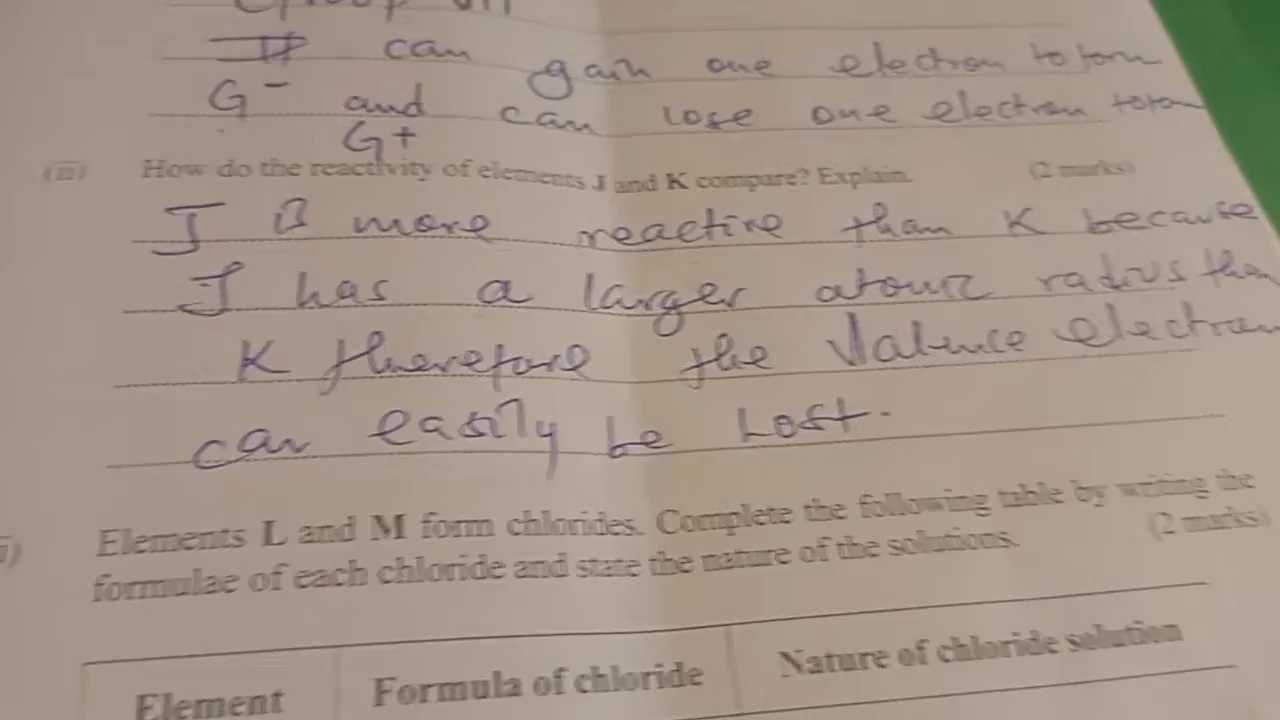 can gain one electron to form
G- and can lose one electron to form
G+
(ii) How do the reactivity of elements J and K compare? Explain. (2 marks)
J is more reactive than K because
J has a larger atomic radius than
K therefore the Valence electron
can easily be Lost.
Elements L and M form chlorides. Complete the following table by writing the
formulae of each chloride and state the nature of the solutions. (2 marks)
Element Formula of chloride Nature of chloride solution